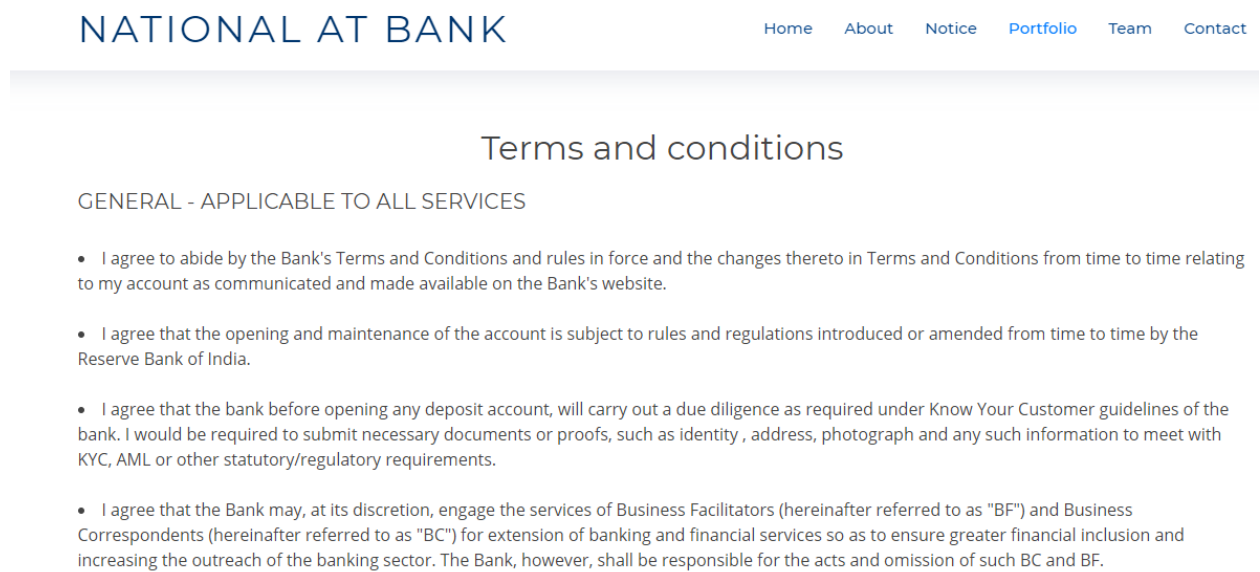 NATIONAL AT BANK
Home About Notice Portfolio Team Contact
Terms and conditions
GENERAL - APPLICABLE TO ALL SERVICES
• I agree to abide by the Bank's Terms and Conditions and rules in force and the changes thereto in Terms and Conditions from time to time relating
to my account as communicated and made available on the Bank's website.
• I agree that the opening and maintenance of the account is subject to rules and regulations introduced or amended from time to time by the
Reserve Bank of India.
• I agree that the bank before opening any deposit account, will carry out a due diligence as required under Know Your Customer guidelines of the
bank. I would be required to submit necessary documents or proofs, such as identity , address, photograph and any such information to meet with
KYC, AML or other statutory/regulatory requirements.
• I agree that the Bank may, at its discretion, engage the services of Business Facilitators (hereinafter referred to as "BF") and Business
Correspondents (hereinafter referred to as "BC") for extension of banking and financial services so as to ensure greater financial inclusion and
increasing the outreach of the banking sector. The Bank, however, shall be responsible for the acts and omission of such BC and BF.